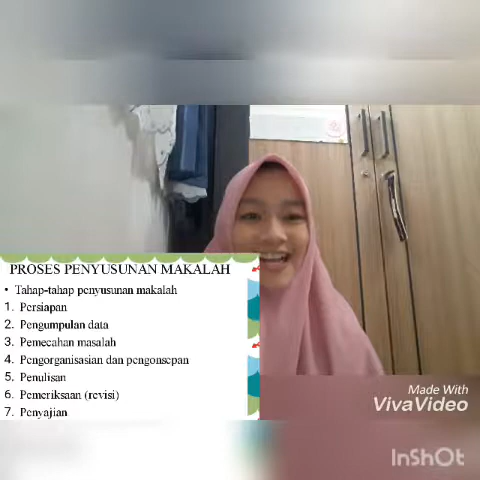 PROSES PENYUSUNAN MAKALAH
• Tahap-tahap penyusunan makalah
1. Persiapan
2. Pengumpulan data
3. Pemecahan masalah
4. Pengorganisasian dan pengonsepan
5. Penulisan
6. Pemeriksaan (revisi)
7. Penyajian
Made With
VivaVideo
InShOt